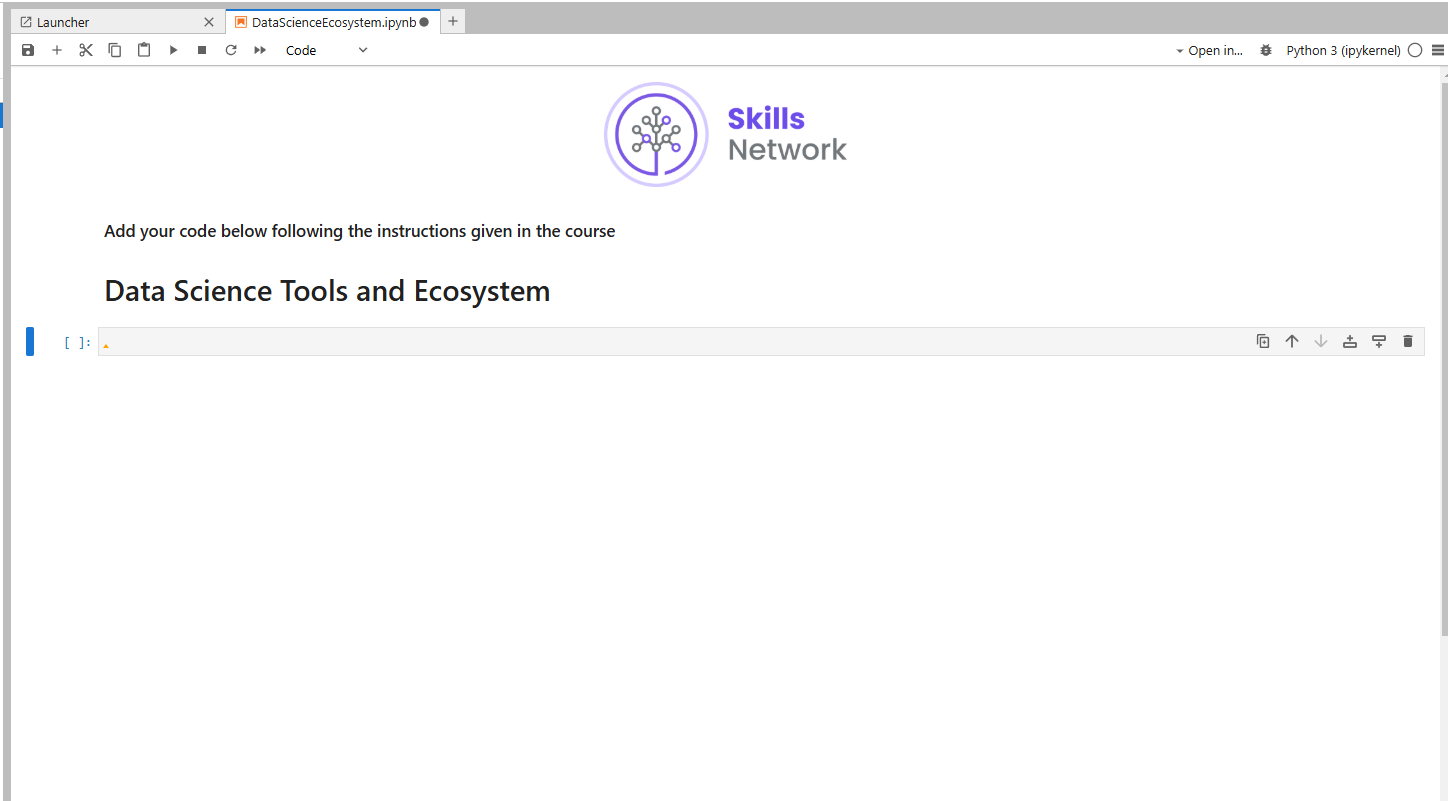 Launcher
DataScienceEcosystem.ipynb
Code
Open in...
Python 3 (ipykernel)
Skills
Network
Add your code below following the instructions given in the course
Data Science Tools and Ecosystem
[ ]: